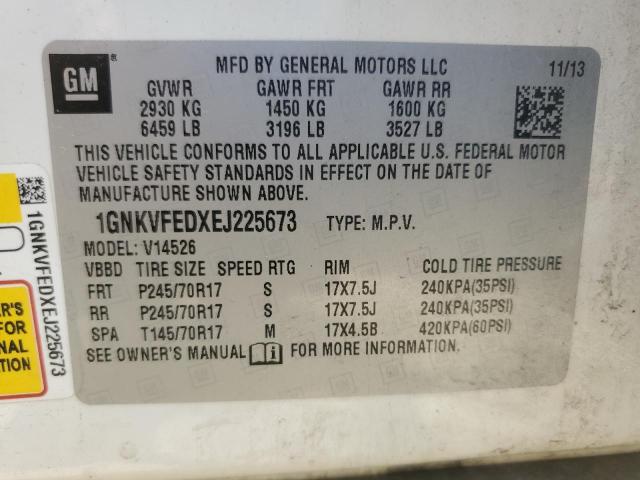 GM
MFD BY GENERAL MOTORS LLC 11/13
GVWR GAWR FRT GAWR RR
2930 KG 1450 KG 1600 KG
6459 LB 3196 LB 3527 LB
THIS VEHICLE CONFORMS TO ALL APPLICABLE U.S. FEDERAL MOTOR
VEHICLE SAFETY STANDARDS IN EFFECT ON THE DATE OF
MANUFACTURE SHOWN ABOVE.
1GNKVFEDXEJ225673 TYPE: M.P.V.
MODEL: V14526
VBBD TIRE SIZE SPEED RTG RIM COLD TIRE PRESSURE
FRT P245/70R17 S 17X7.5J 240KPA(35PSI)
RR P245/70R17 S 17X7.5J 240KPA(35PSI)
SPA T145/70R17 M 17X4.5B 420KPA(60PSI)
SEE OWNER'S MANUAL FOR MORE INFORMATION.
1GNKVFEDXEJ225673
FOR